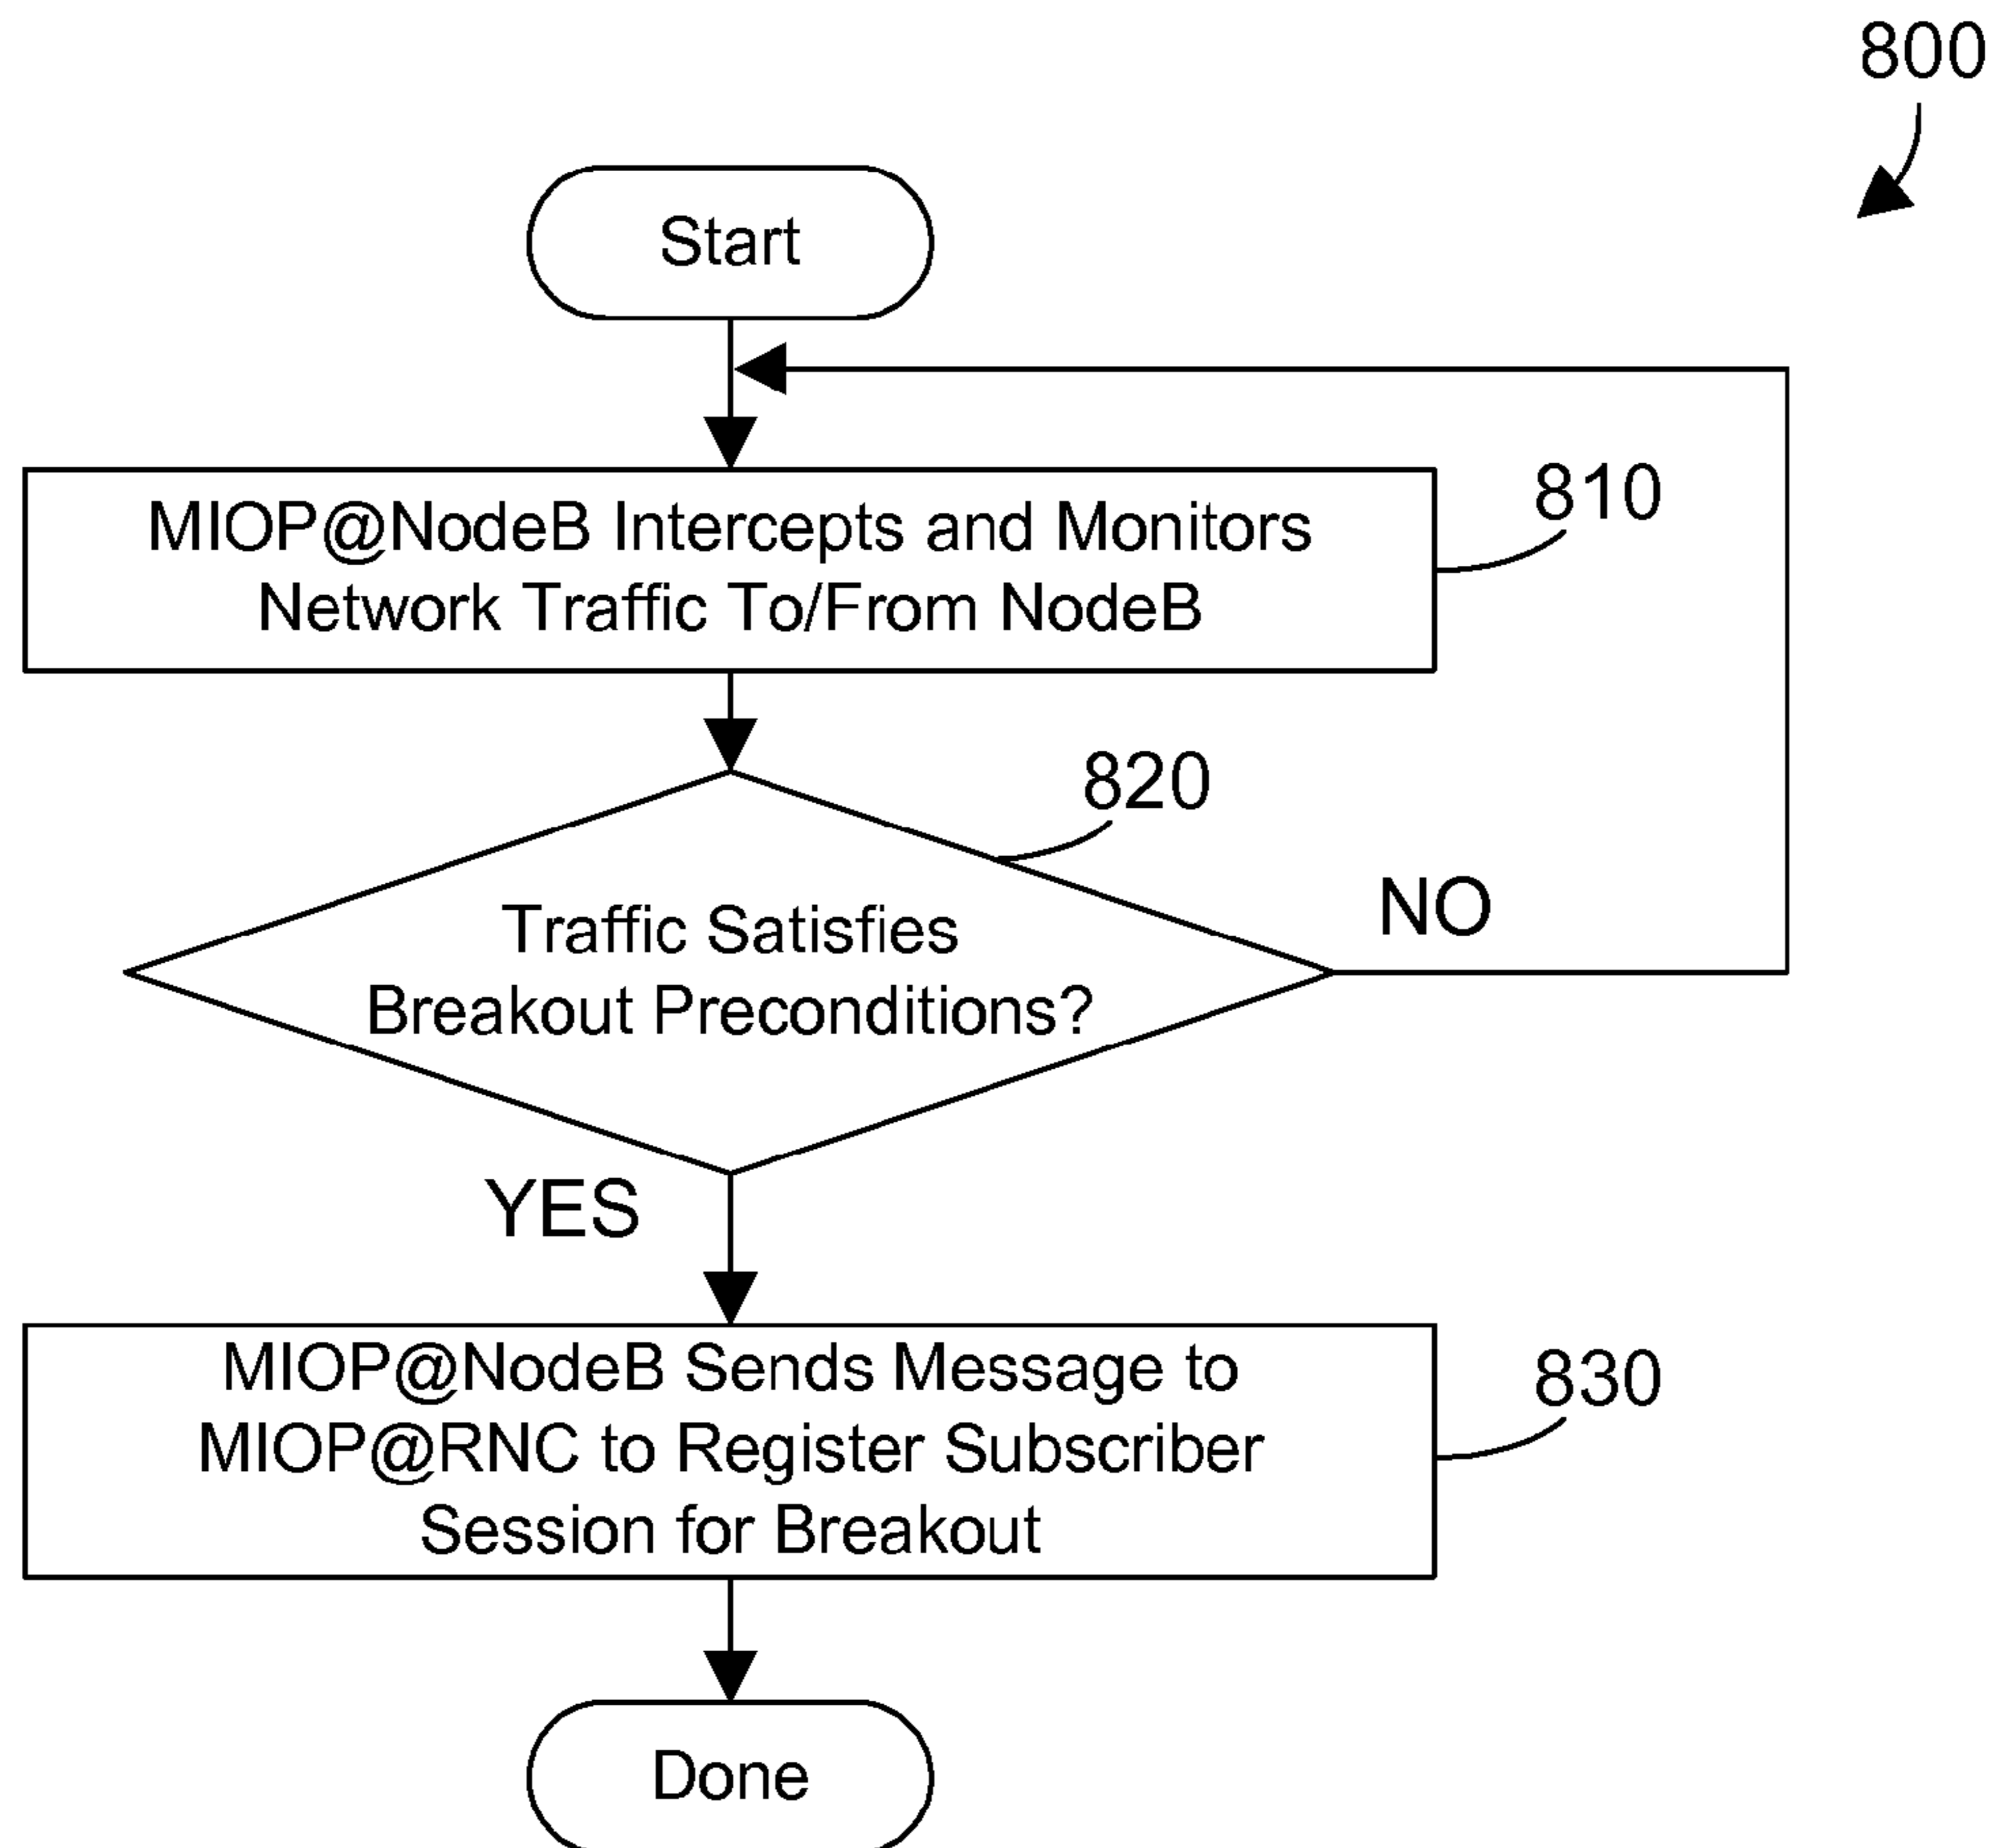 800
Start
MIOP@NodeB Intercepts and Monitors
Network Traffic To/From NodeB
810
820
Traffic Satisfies
Breakout Preconditions?
NO
YES
MIOP@NodeB Sends Message to
MIOP@RNC to Register Subscriber
Session for Breakout
830
Done